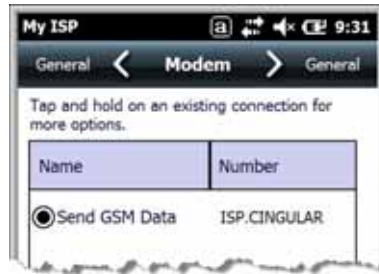 My ISP a 9:31
General Modem General
Tap and hold on an existing connection for
more options.
Name Number
Send GSM Data ISP.CINGULAR